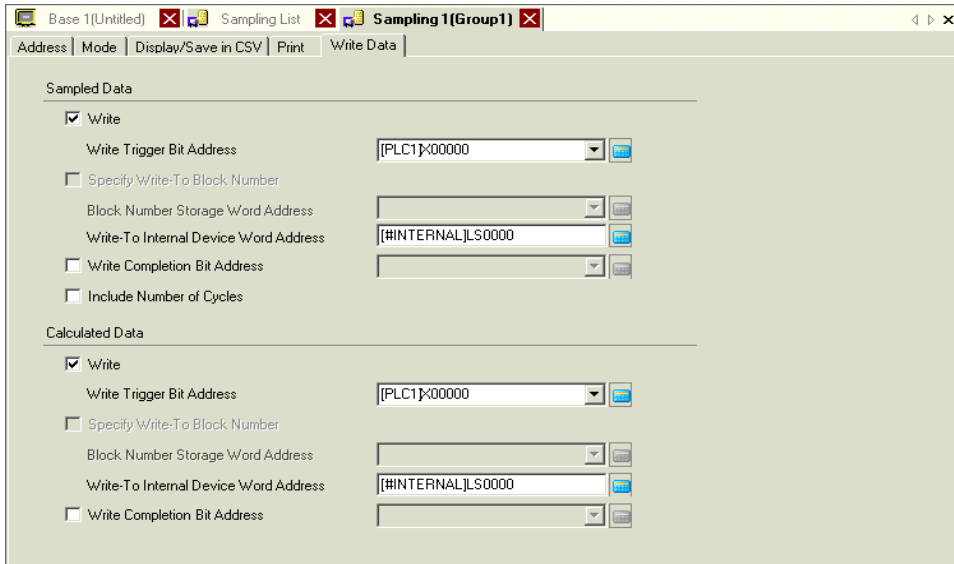 Base 1(Untitled) Sampling List Sampling 1(Group1)
Address Mode Display/Save in CSV Print Write Data
Sampled Data
Write
Write Trigger Bit Address [PLC1]X00000
Specify Write-To Block Number
Block Number Storage Word Address
Write-To Internal Device Word Address [#INTERNAL]LS0000
Write Completion Bit Address
Include Number of Cycles
Calculated Data
Write
Write Trigger Bit Address [PLC1]X00000
Specify Write-To Block Number
Block Number Storage Word Address
Write-To Internal Device Word Address [#INTERNAL]LS0000
Write Completion Bit Address